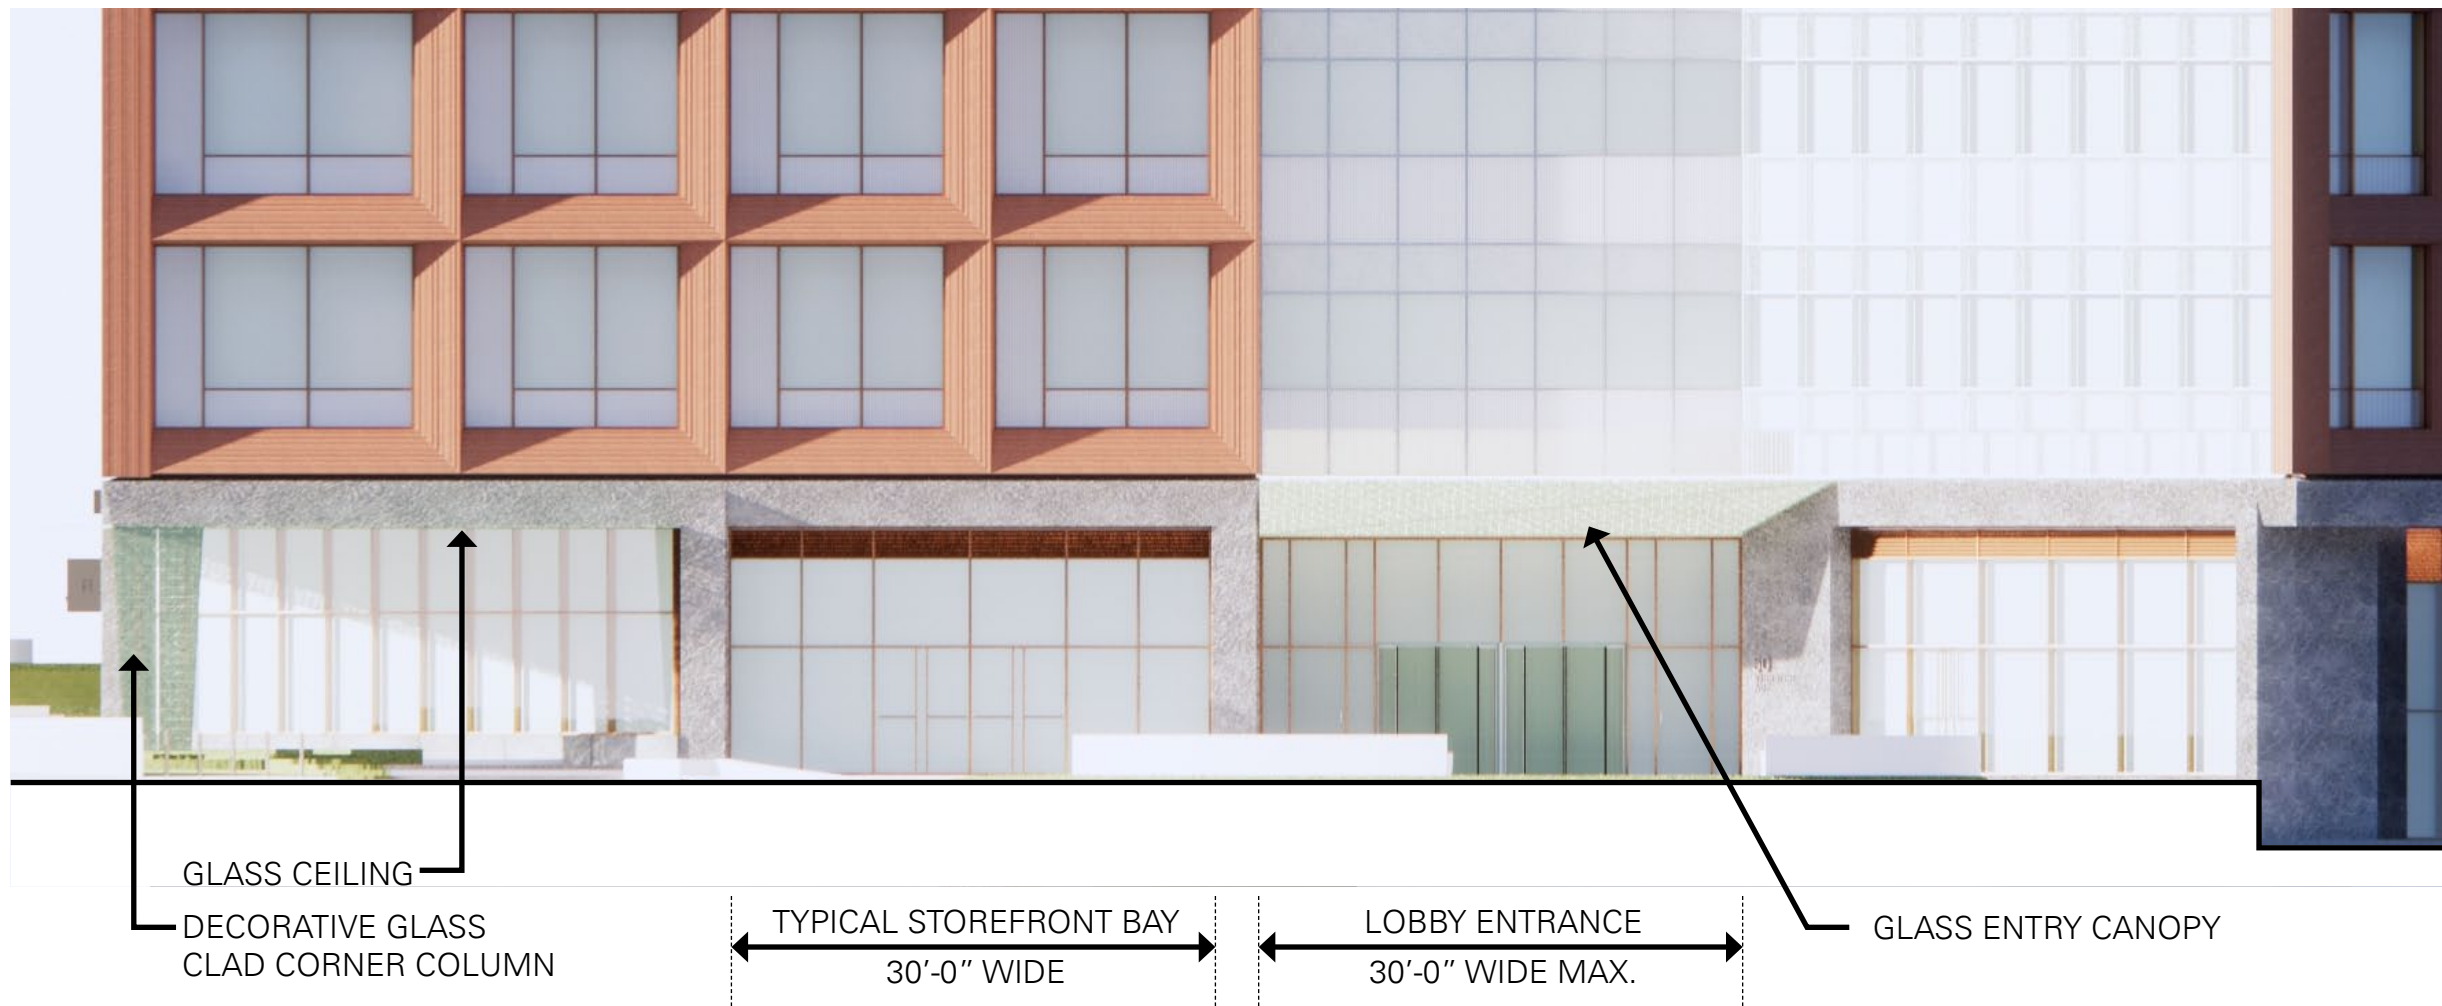 GLASS CEILING
DECORATIVE GLASS
CLAD CORNER COLUMN
TYPICAL STOREFRONT BAY
30’-0” WIDE
LOBBY ENTRANCE
30’-0” WIDE MAX.
GLASS ENTRY CANOPY